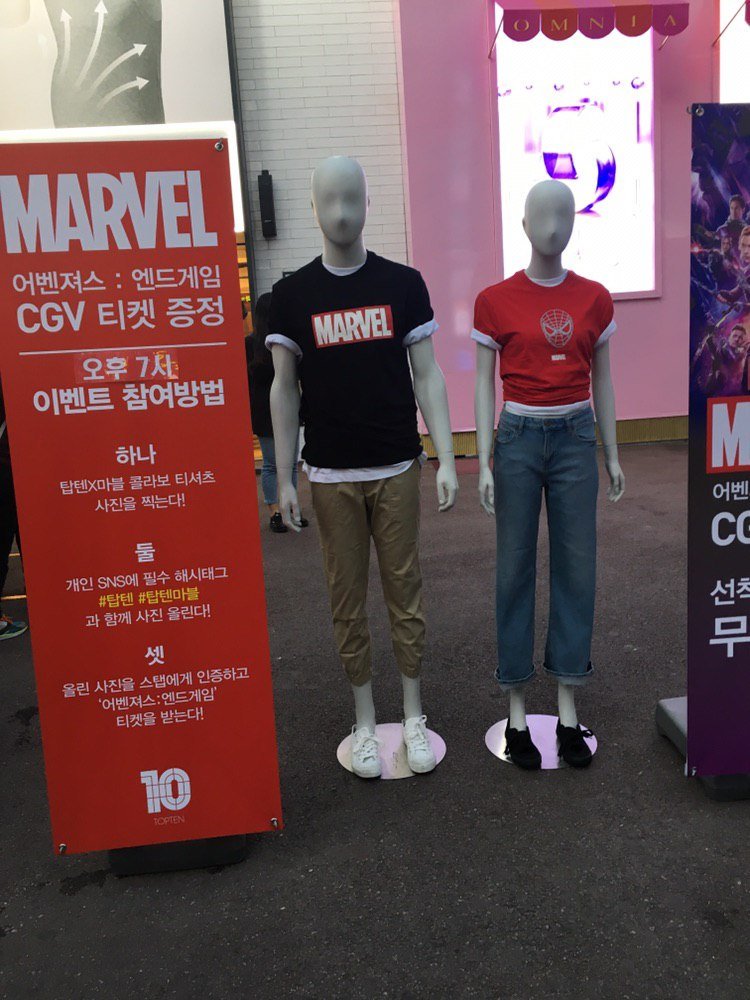 MARVEL
어벤져스 : 엔드게임
CGV 티켓 증정
오후 7시
이벤트 참여방법
하나
탑텐X마블 콜라보 티셔츠
사진을 찍는다!
둘
개인 SNS에 필수 해시태그
#탑텐 #탑텐마블
과 함께 사진 올린다!
셋
올린 사진을 스탭에게 인증하고
'어벤져스:엔드게임'
티켓을 받는다!
10
TOPTEN
MARVEL
MARVEL
OMNIA
M
어벤
CG
선착
무